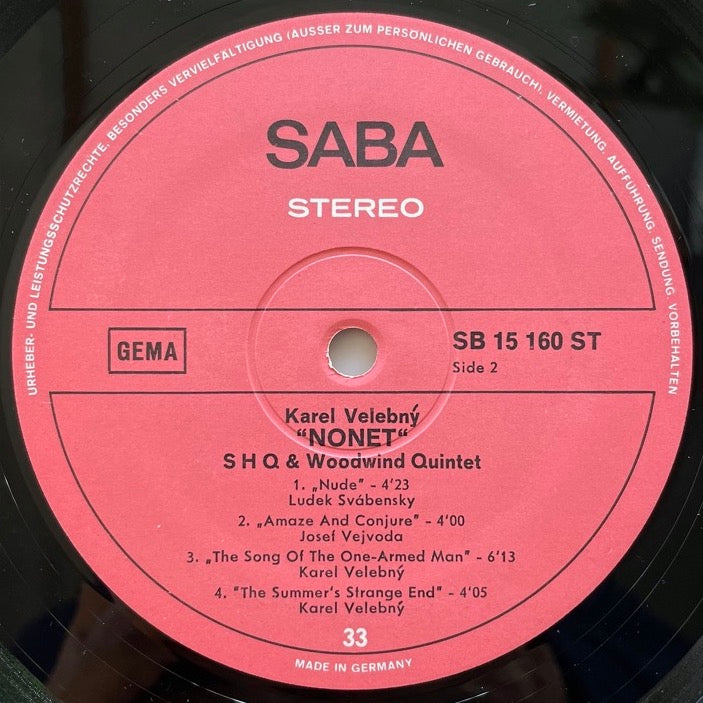 URHEBER- UND LEISTUNGSSCHUTZRECHTE, BESONDERS VERVIELFÄLTIGUNG (AUSSER ZUM PERSÖNLICHEN GEBRAUCH), VERMIETUNG, AUFFÜHRUNG, SENDUNG VORBEHALTEN
SABA
STEREO
GEMA
SB 15 160 ST
Side 2
Karel Velebný
“NONET“
S H Q & Woodwind Quintet
1. „Nude” - 4'23
Ludek Svábensky
2. „Amaze And Conjure” - 4'00
Josef Vejvoda
3. „The Song Of The One-Armed Man” - 6'13
Karel Velebný
4. “The Summer's Strange End” - 4'05
Karel Velebný
33
MADE IN GERMANY